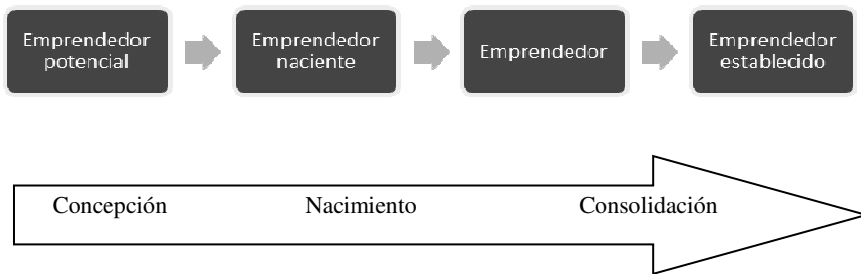 Emprendedor
potencial
Emprendedor
naciente
Emprendedor
Emprendedor
establecido
Concepción
Nacimiento
Consolidación